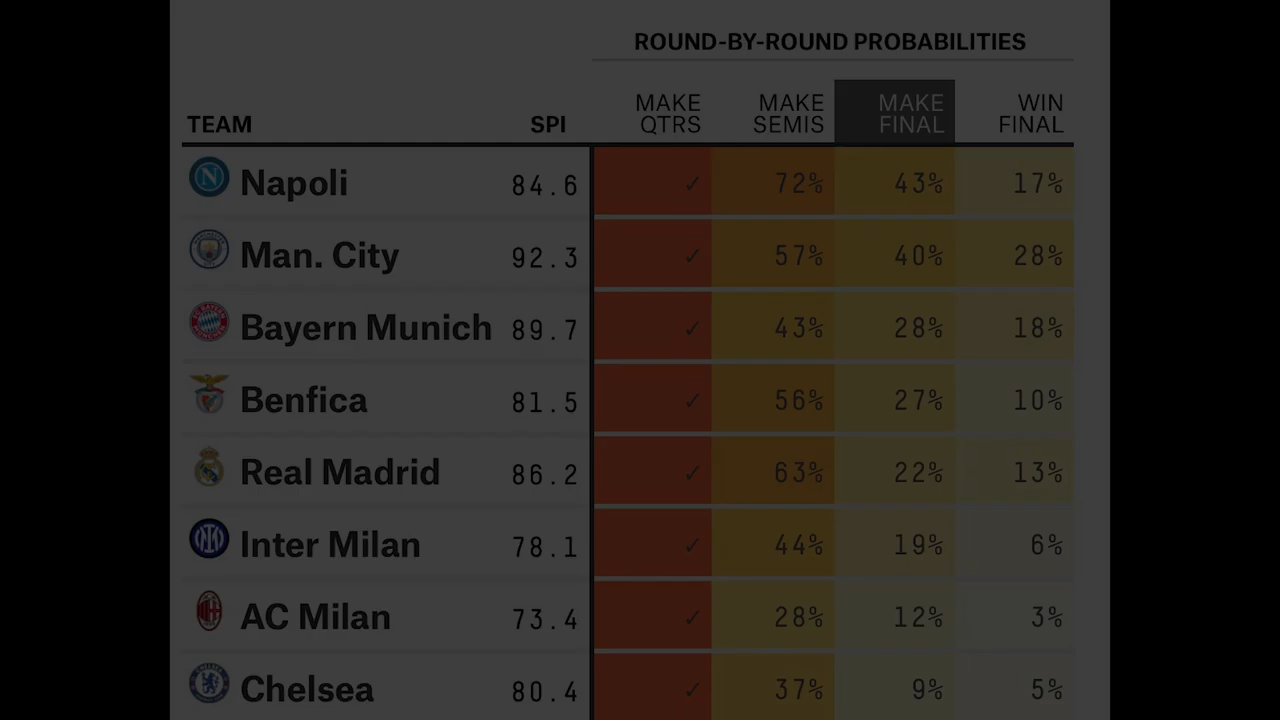 ROUND-BY-ROUND PROBABILITIES
TEAM SPI MAKE QTRS MAKE SEMIS MAKE FINAL WIN FINAL
Napoli 84.6 ✓ 72% 43% 17%
Man. City 92.3 ✓ 57% 40% 28%
Bayern Munich 89.7 ✓ 43% 28% 18%
Benfica 81.5 ✓ 56% 27% 10%
Real Madrid 86.2 ✓ 63% 22% 13%
Inter Milan 78.1 ✓ 44% 19% 6%
AC Milan 73.4 ✓ 28% 12% 3%
Chelsea 80.4 ✓ 37% 9% 5%